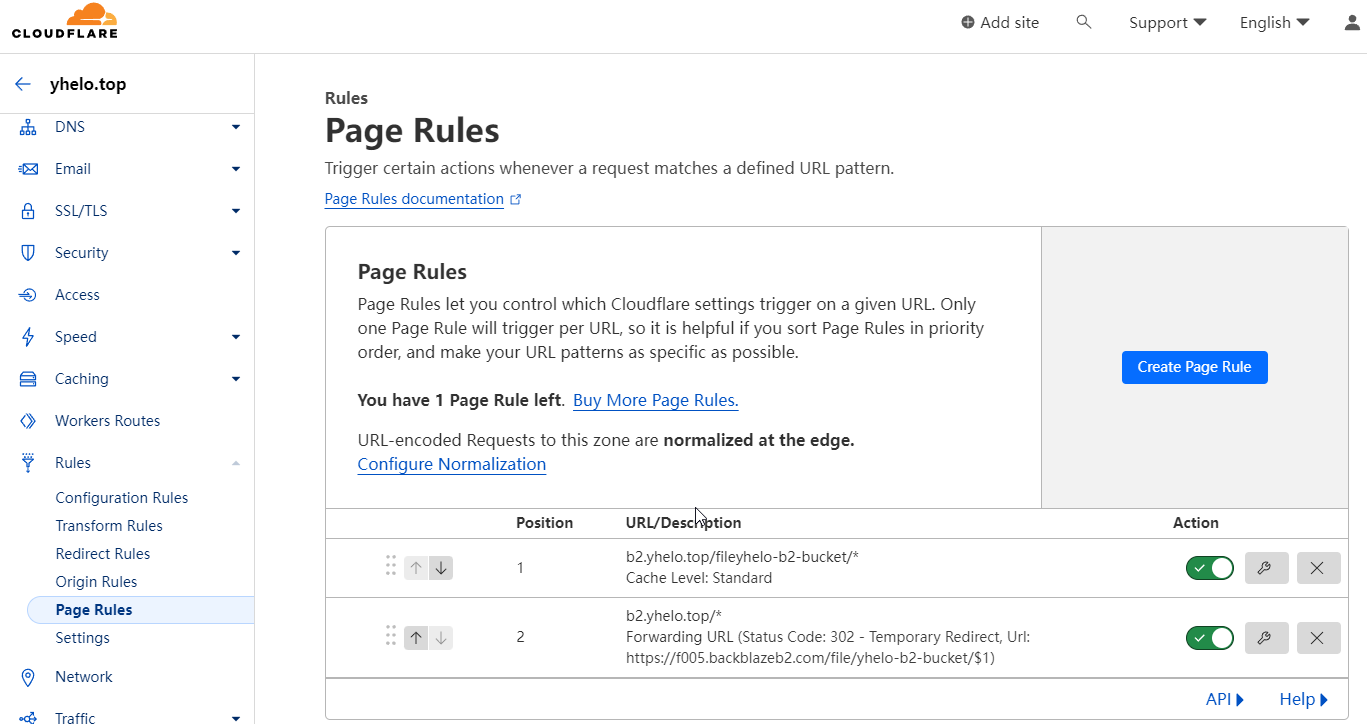 CLOUDFLARE
Add site
Support
English
yhelo.top
DNS
Email
SSL/TLS
Security
Access
Speed
Caching
Workers Routes
Rules
Configuration Rules
Transform Rules
Redirect Rules
Origin Rules
Page Rules
Settings
Network
Traffic
Rules
Page Rules
Trigger certain actions whenever a request matches a defined URL pattern.
Page Rules documentation
Page Rules
Page Rules let you control which Cloudflare settings trigger on a given URL. Only
one Page Rule will trigger per URL, so it is helpful if you sort Page Rules in priority
order, and make your URL patterns as specific as possible.
You have 1 Page Rule left. Buy More Page Rules.
URL-encoded Requests to this zone are normalized at the edge.
Configure Normalization
Create Page Rule
Position URL/Description Action
1
b2.yhelo.top/fileyhelo-b2-bucket/*
Cache Level: Standard
2
b2.yhelo.top/*
Forwarding URL (Status Code: 302 - Temporary Redirect, Url:
https://f005.backblazeb2.com/file/yhelo-b2-bucket/$1)
API Help